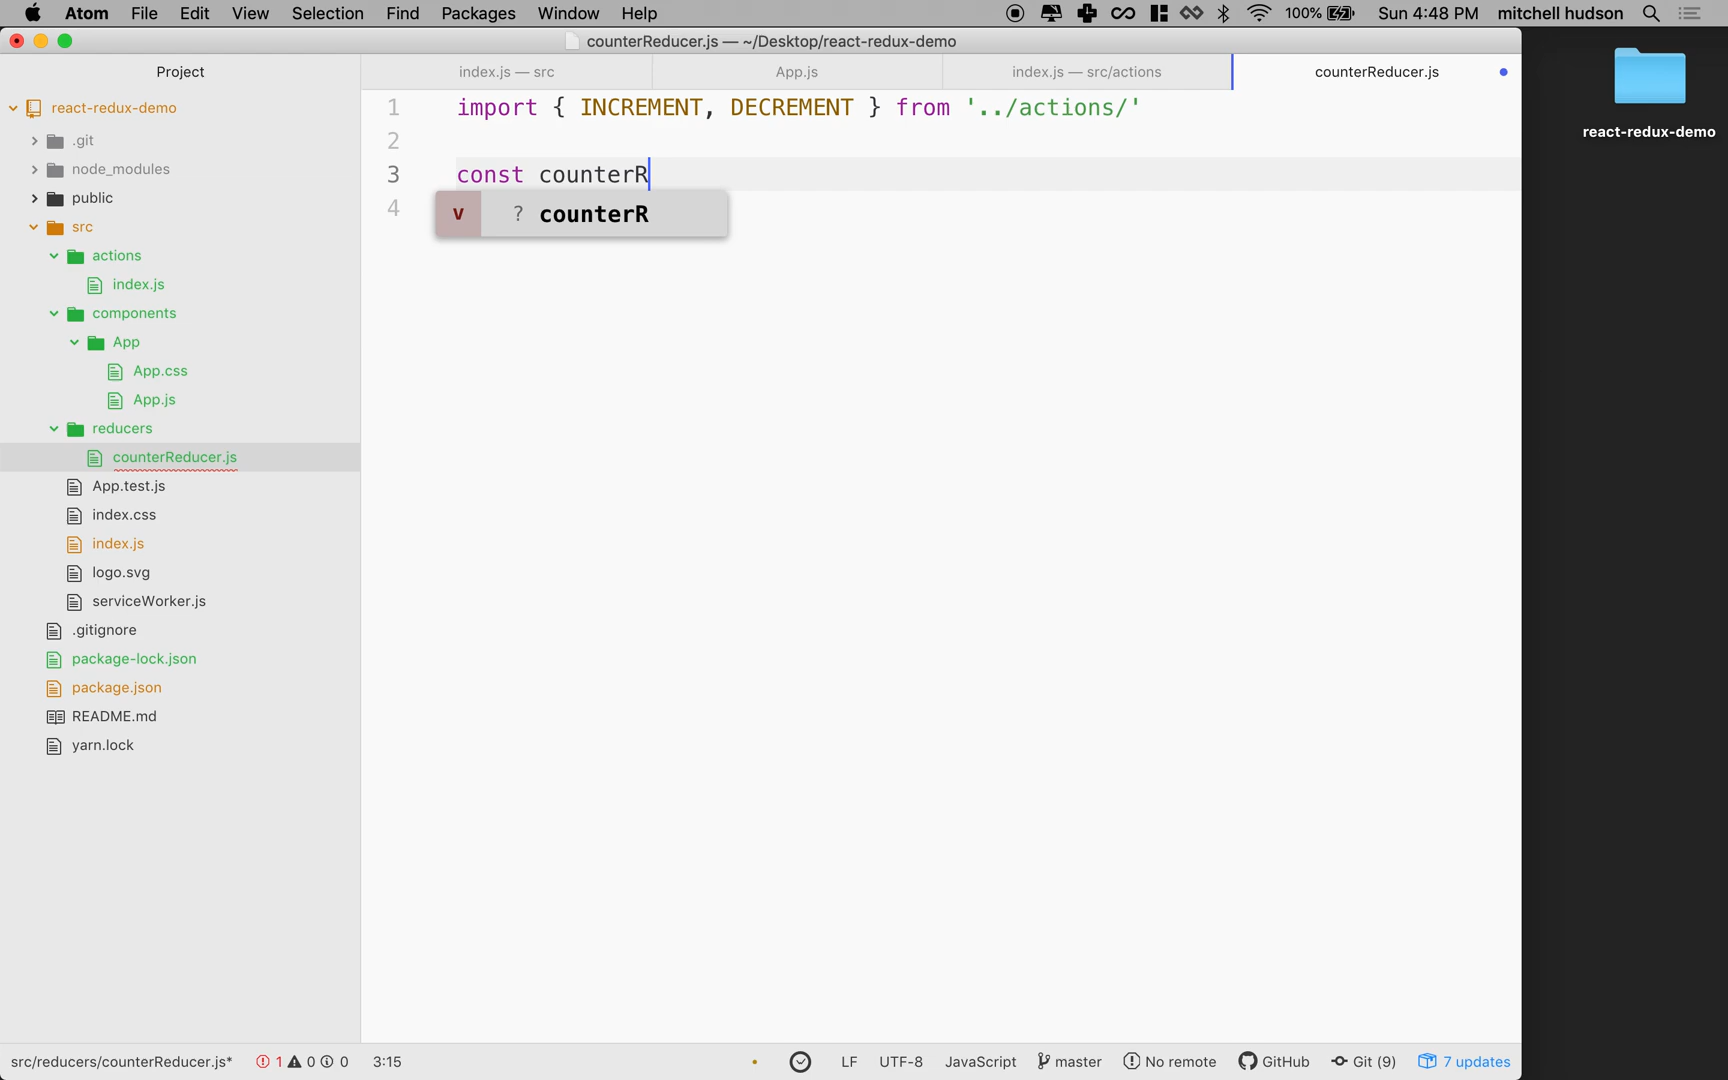 Atom File Edit View Selection Find Packages Window Help 100% Sun 4:48 PM mitchell hudson
counterReducer.js — ~/Desktop/react-redux-demo
Project
index.js — src
App.js
index.js — src/actions
counterReducer.js
react-redux-demo
.git
node_modules
public
src
actions
index.js
components
App
App.css
App.js
reducers
counterReducer.js
App.test.js
index.css
index.js
logo.svg
serviceWorker.js
.gitignore
package-lock.json
package.json
README.md
yarn.lock
1 import { INCREMENT, DECREMENT } from '../actions/'
2
3 const counterR
4
v ? counterR
react-redux-demo
src/reducers/counterReducer.js* 1 0 0 3:15 LF UTF-8 JavaScript master No remote GitHub Git (9) 7 updates